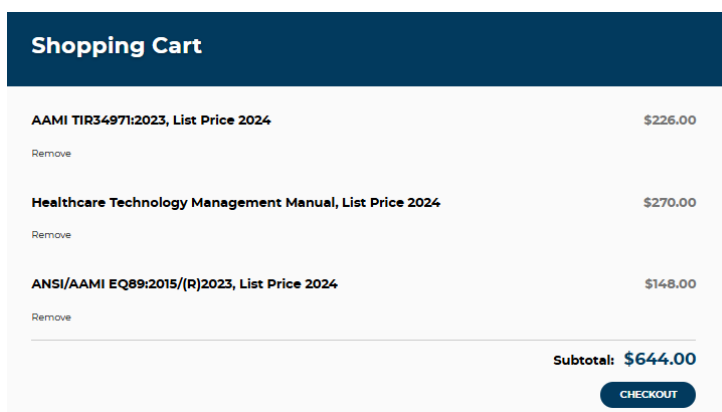 Shopping Cart
AAMI TIR34971:2023, List Price 2024 $226.00
Remove
Healthcare Technology Management Manual, List Price 2024 $270.00
Remove
ANSI/AAMI EQ89:2015/(R)2023, List Price 2024 $148.00
Remove
Subtotal: $644.00
CHECKOUT